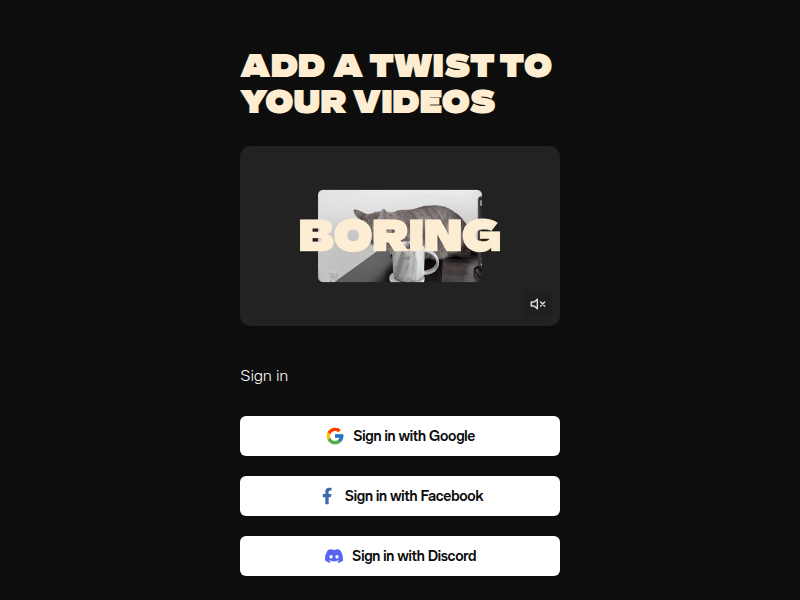 ADD A TWIST TO
YOUR VIDEOS
BORING
Sign in
Sign in with Google
Sign in with Facebook
Sign in with Discord